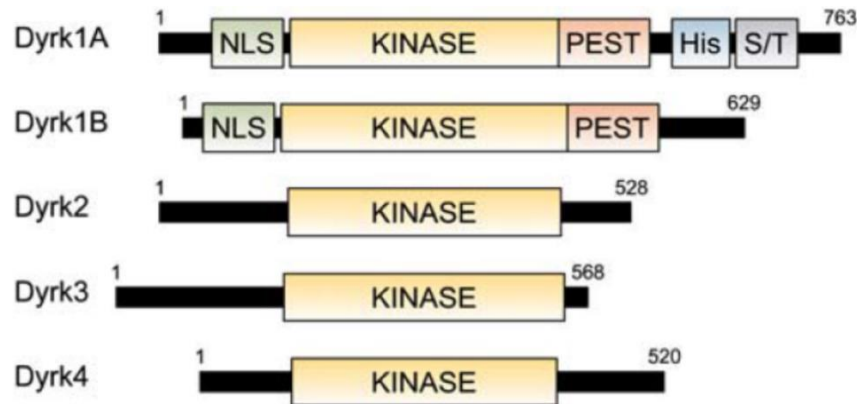 1 763
Dyrk1A NLS KINASE PEST His S/T
1 629
Dyrk1B NLS KINASE PEST
1 528
Dyrk2 KINASE
1 568
Dyrk3 KINASE
1 520
Dyrk4 KINASE